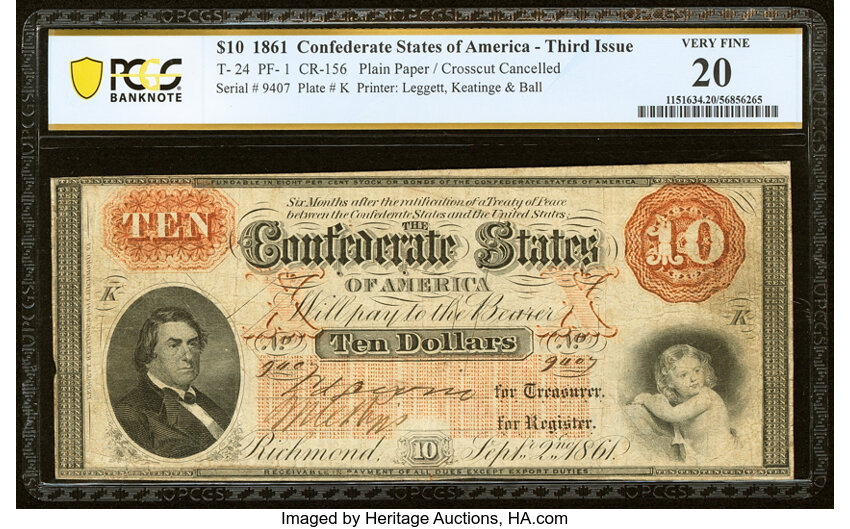 $10 1861 Confederate States of America - Third Issue
T- 24 PF- 1 CR-156 Plain Paper / Crosscut Cancelled
Serial # 9407 Plate # K Printer: Leggett, Keatinge & Ball
VERY FINE
20
1151634.20/56856265
PCGS
BANKNOTE
FUNDABLE IN EIGHT PER CENT STOCK OR BONDS OF THE CONFEDERATE STATES OF AMERICA
Six Months after the ratification of a Treaty of Peace
between the Confederate States and the United States
TEN
THE
Confederate States
10
OF AMERICA
K
X
X
K
Will pay to the Bearer
No
Ten Dollars
No
9407
9407
for Treasurer.
for Register.
Richmond, 10 Sept. 2nd 1861.
RECEIVABLE IN PAYMENT OF ALL DUES EXCEPT EXPORT DUTIES
Imaged by Heritage Auctions, HA.com